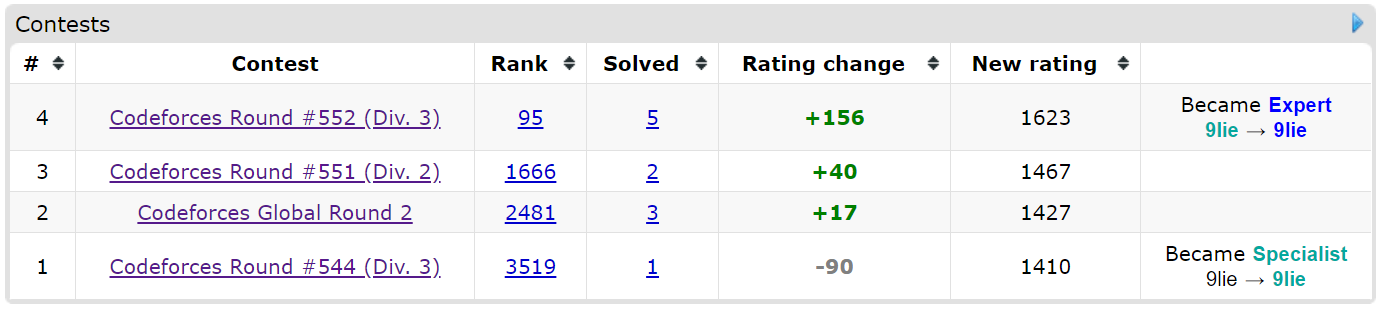 Contests
# Contest Rank Solved Rating change New rating
4 Codeforces Round #552 (Div. 3) 95 5 +156 1623 Became Expert
9lie → 9lie
3 Codeforces Round #551 (Div. 2) 1666 2 +40 1467
2 Codeforces Global Round 2 2481 3 +17 1427
1 Codeforces Round #544 (Div. 3) 3519 1 -90 1410 Became Specialist
9lie → 9lie